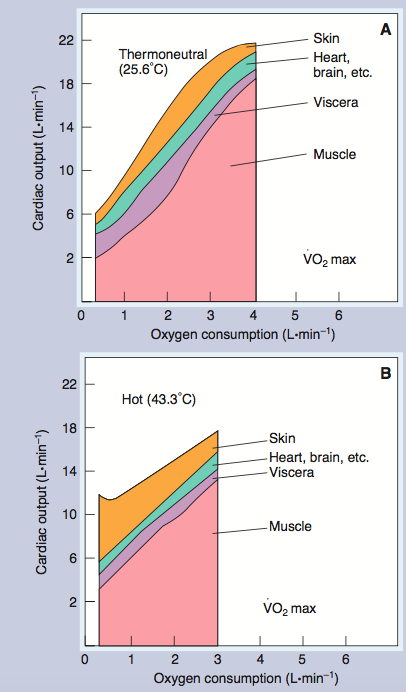 A
Thermoneutral
(25.6°C)
Skin
Heart,
brain, etc.
Viscera
Muscle
V̇O₂ max
Cardiac output (L·min⁻¹)
22
18
14
10
6
2
0 1 2 3 4 5 6
Oxygen consumption (L·min⁻¹)
B
Hot (43.3°C)
Skin
Heart, brain, etc.
Viscera
Muscle
V̇O₂ max
Cardiac output (L·min⁻¹)
22
18
14
10
6
2
0 1 2 3 4 5 6
Oxygen consumption (L·min⁻¹)